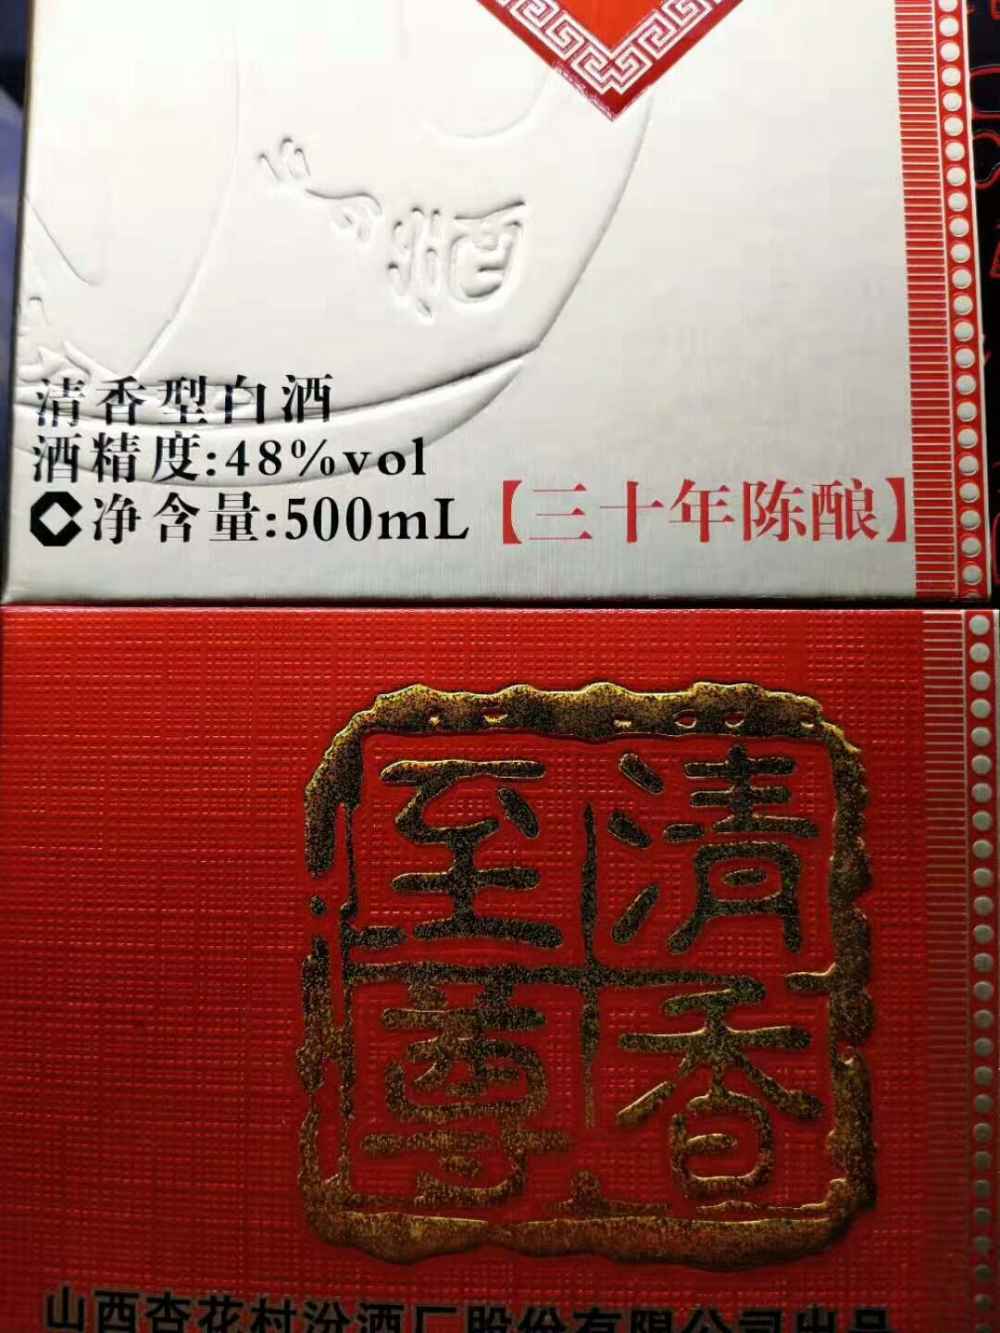 清香型白酒
酒精度:48%vol
净含量:500mL【三十年陈酿】
清香
至尊
山西杏花村汾酒厂股份有限公司出品